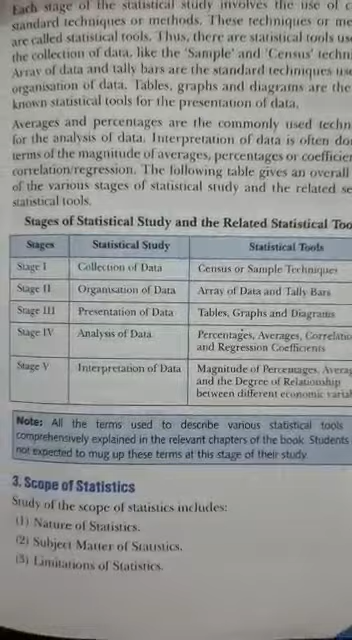 Each stage of the statistical study involves the use of
standard techniques or methods. These techniques or
are called statistical tools. Thus, there are statistical tools
the collection of data, like the 'Sample' and 'Census'
Array of data and tally bars are the standard techniques
organisation of data. Tables, graphs and diagrams are the
known statistical tools for the presentation of data.
Averages and percentages are the commonly used
for the analysis of data. Interpretation of data is often
terms of the magnitude of averages, percentages or
correlation/regression. The following table gives an overall
of the various stages of statistical study and the related
statistical tools.
Stages of Statistical Study and the Related Statistical
Stages Statistical Study Statistical Tools
Stage I Collection of Data Census or Sample Techniques
Stage II Organisation of Data Array of Data and Tally Bars
Stage III Presentation of Data Tables, Graphs and Diagrams
Stage IV Analysis of Data Percentages, Averages,
and Regression Coefficients
Stage V Interpretation of Data Magnitude of Percentages,
and the Degree of Relationship
between different economic
Note: All the terms used to describe various statistical tools
comprehensively explained in the relevant chapters of the book. Students
not expected to mug up these terms at this stage of their study
3. Scope of Statistics
Study of the scope of statistics includes:
(1) Nature of Statistics.
(2) Subject Matter of Statistics.
(3) Limitations of Statistics.